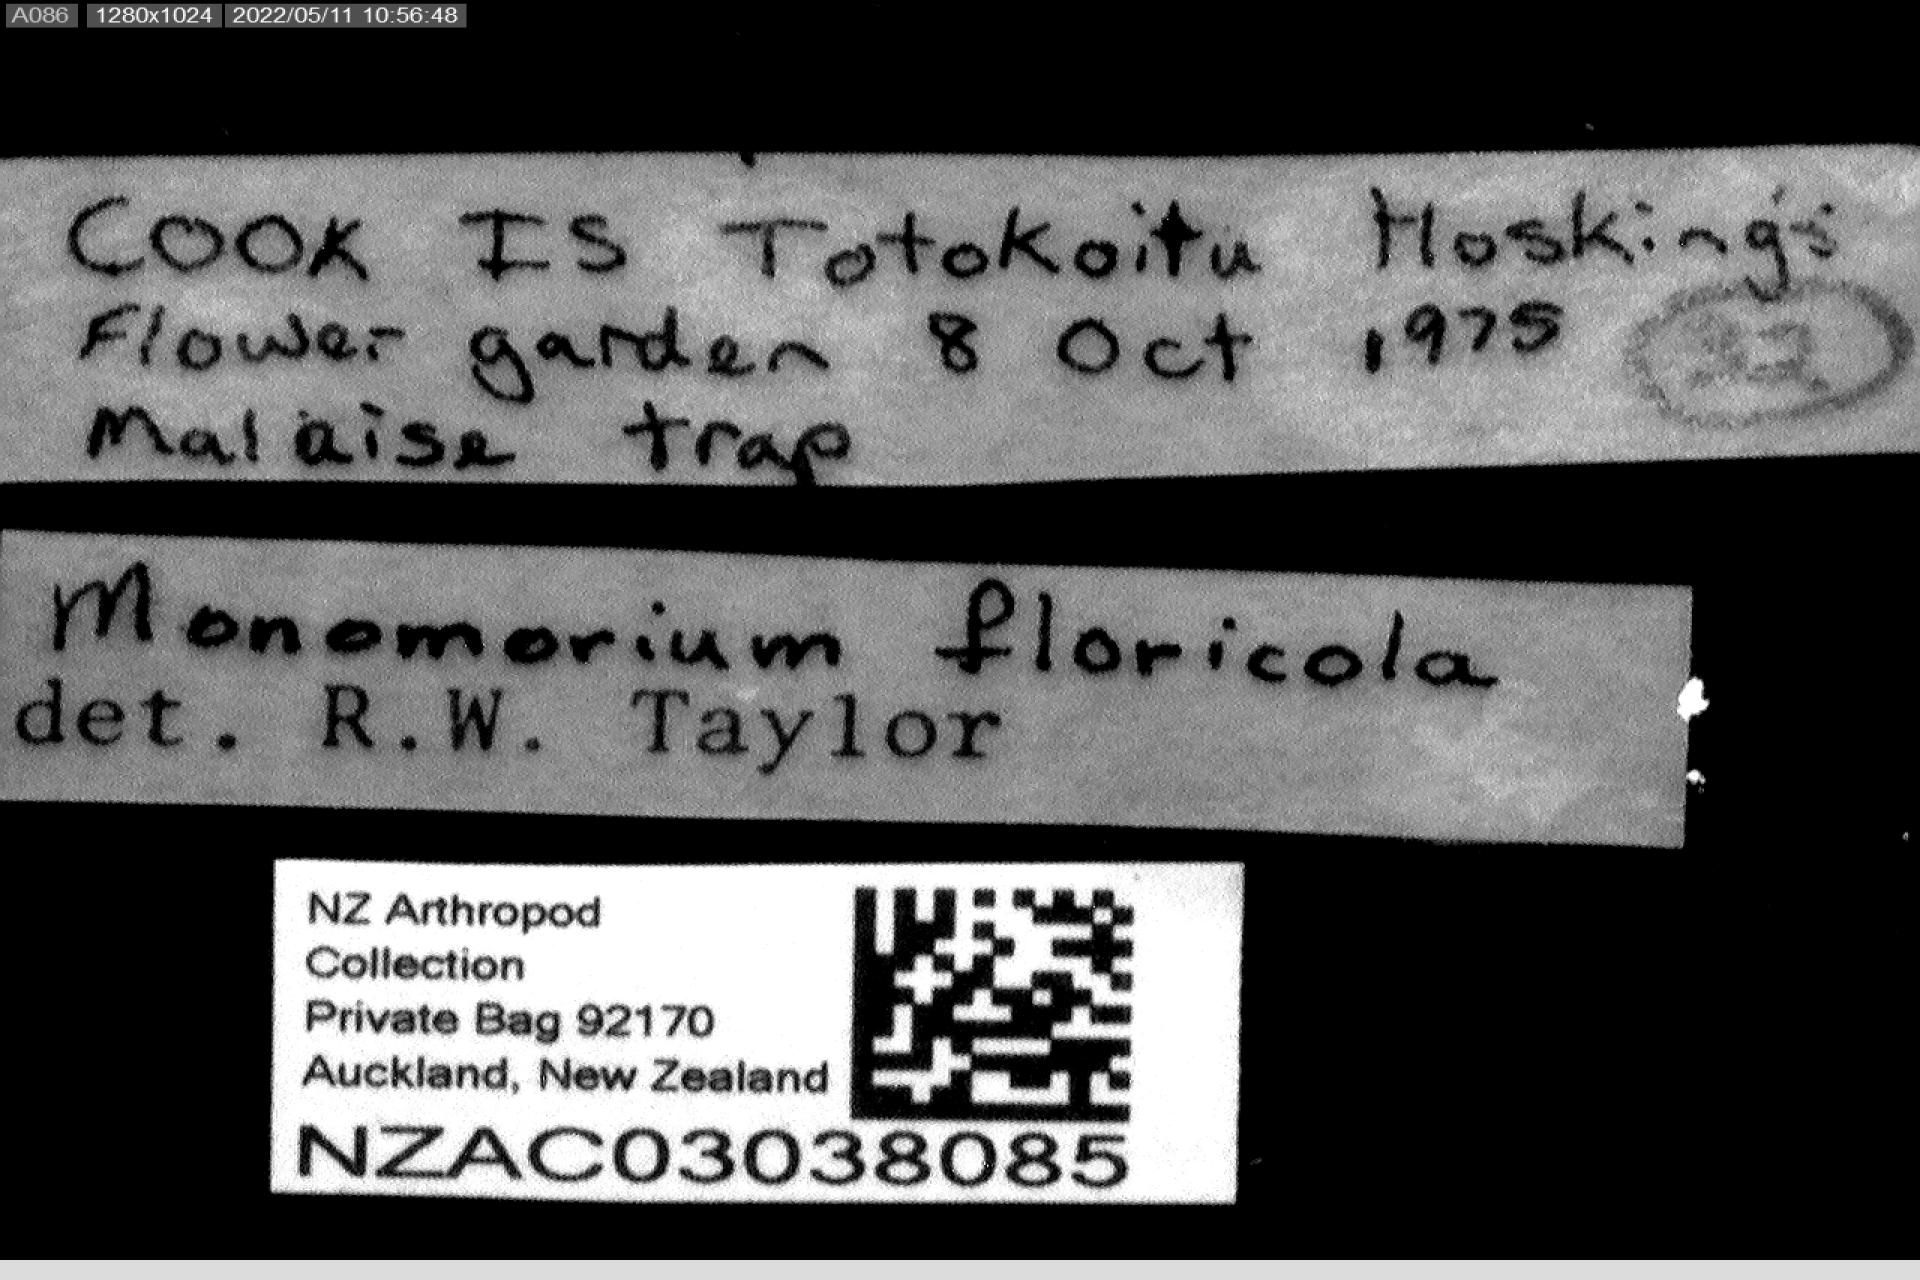 A086 1280x1024 2022/05/11 10:56:48
COOK IS Totokoitu Hosking's
Flower garden 8 Oct 1975
Malaise trap
Monomorium floricola
det. R.W. Taylor
NZ Arthropod
Collection
Private Bag 92170
Auckland, New Zealand
NZAC03038085